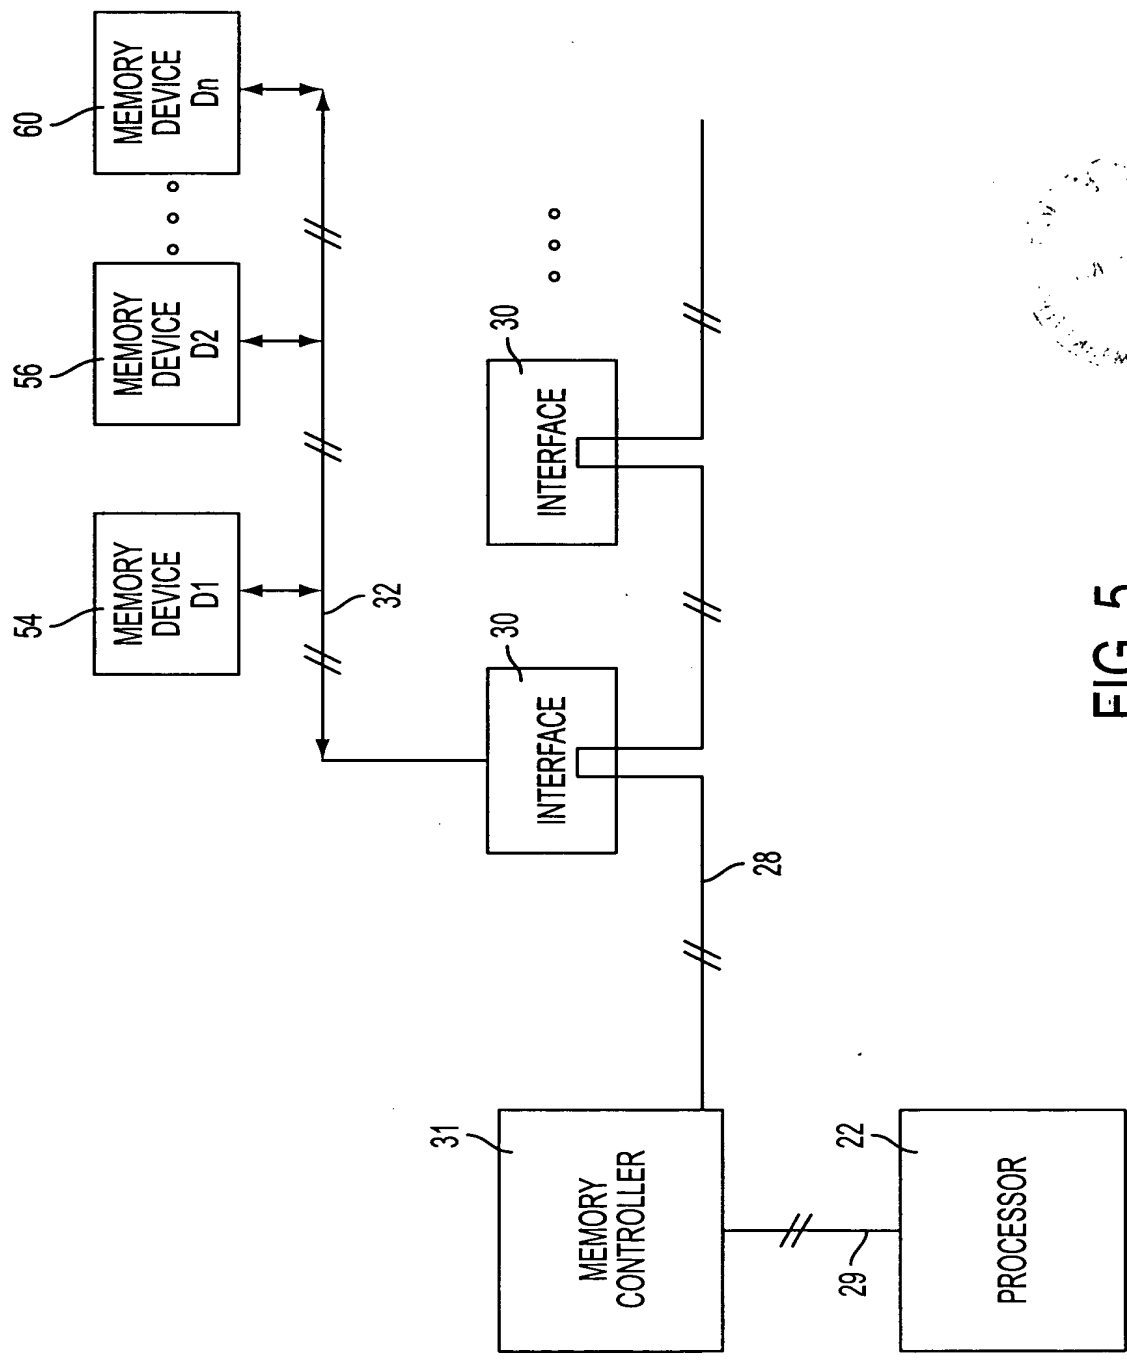 60
MEMORY
DEVICE
Dn
56
MEMORY
DEVICE
D2
54
MEMORY
DEVICE
D1
32
30
INTERFACE
30
INTERFACE
28
31
MEMORY
CONTROLLER
29
22
PROCESSOR
FIG. 5